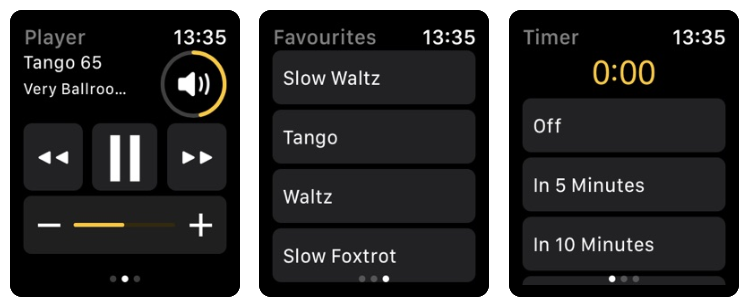 Player 13:35
Tango 65
Very Ballroo...
Favourites 13:35
Slow Waltz
Tango
Waltz
Slow Foxtrot
Timer 13:35
0:00
Off
In 5 Minutes
In 10 Minutes